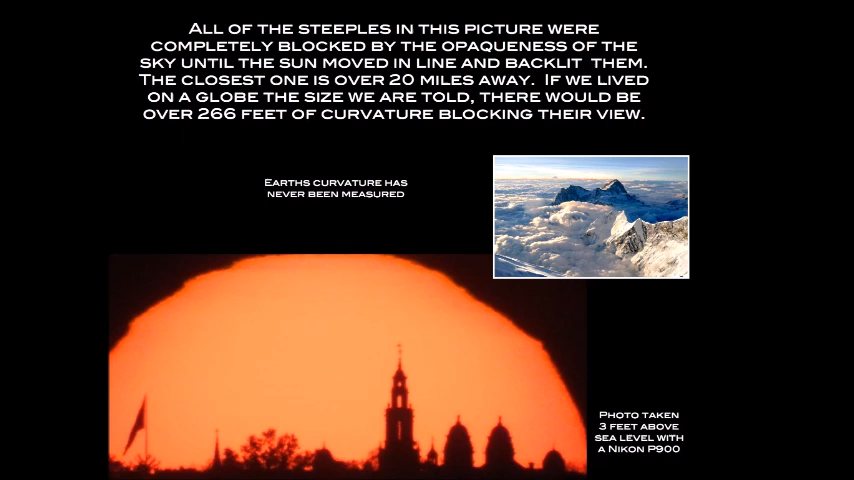 ALL OF THE STEEPLES IN THIS PICTURE WERE
COMPLETELY BLOCKED BY THE OPAQUENESS OF THE
SKY UNTIL THE SUN MOVED IN LINE AND BACKLIT THEM.
THE CLOSEST ONE IS OVER 20 MILES AWAY. IF WE LIVED
ON A GLOBE THE SIZE WE ARE TOLD, THERE WOULD BE
OVER 266 FEET OF CURVATURE BLOCKING THEIR VIEW.
EARTHS CURVATURE HAS
NEVER BEEN MEASURED
PHOTO TAKEN
3 FEET ABOVE
SEA LEVEL WITH
A NIKON P900